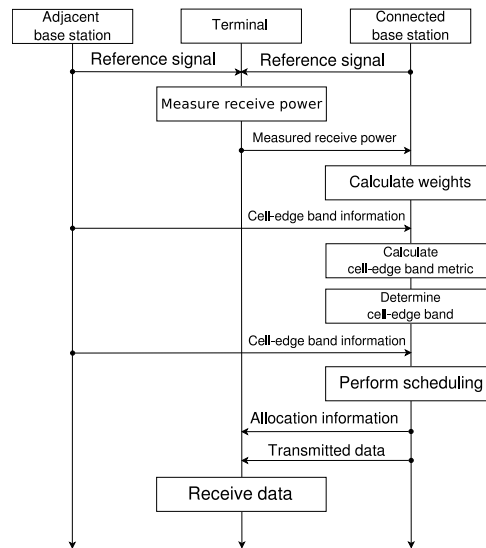 Adjacent
base station
Terminal
Connected
base station
Reference signal
Reference signal
Measure receive power
Measured receive power
Calculate weights
Cell-edge band information
Calculate
cell-edge band metric
Determine
cell-edge band
Cell-edge band information
Perform scheduling
Allocation information
Transmitted data
Receive data